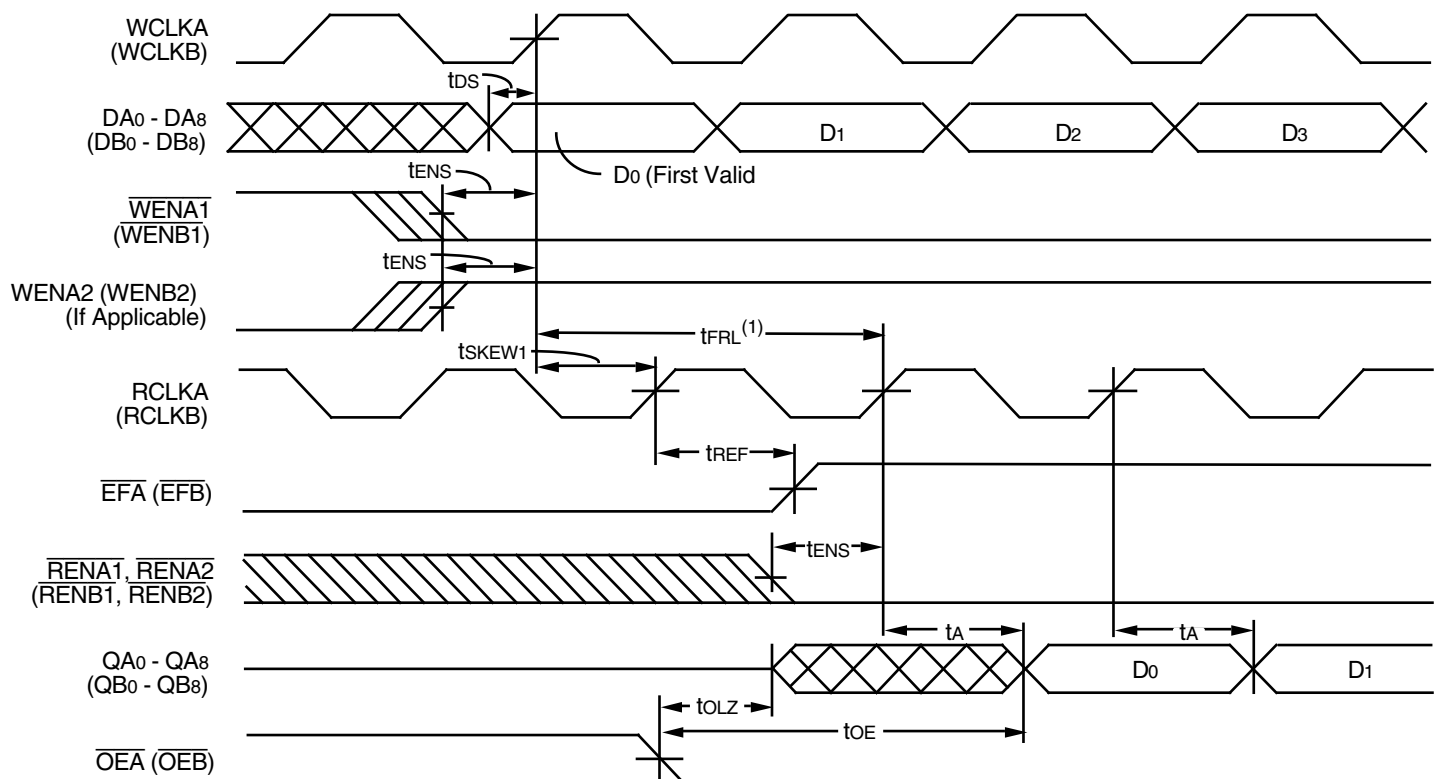 WCLKA
(WCLKB)
tDS
DA0 - DA8
(DB0 - DB8)
D1
D2
D3
D0 (First Valid
tENS
WENA1
(WENB1)
tENS
WENA2 (WENB2)
(If Applicable)
tFRL(1)
tSKEW1
RCLKA
(RCLKB)
tREF
EFA (EFB)
tENS
RENA1, RENA2
(RENB1, RENB2)
tA
tA
QA0 - QA8
(QB0 - QB8)
D0
D1
tOLZ
tOE
OEA (OEB)